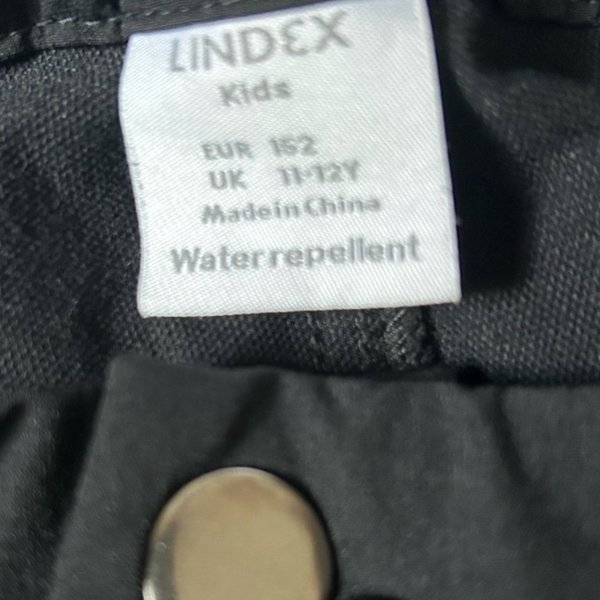 LINDEX
Kids
EUR 152
UK 11-12Y
Made in China
Water repellent